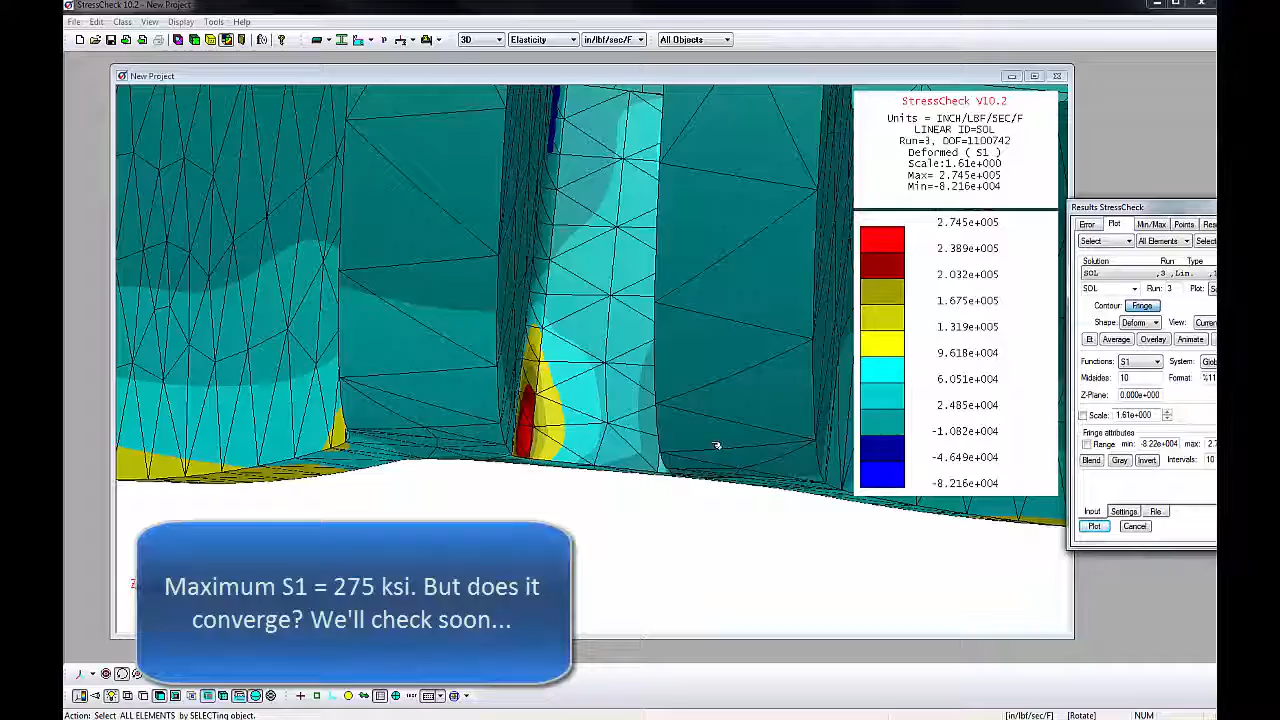 StressCheck 10.2 - New Project
File Edit Class View Display Tools Help
3D Elasticity in/lbf/sec/F All Objects
New Project
StressCheck V10.2
Units = INCH/LBF/SEC/F
LINEAR ID=SOL
Run=3, DOF=1100742
Deformed ( S1 )
Scale:1.61e+000
Max= 2.745e+005
Min=-8.216e+004
2.745e+005
2.389e+005
2.032e+005
1.675e+005
1.319e+005
9.618e+004
6.051e+004
2.485e+004
-1.082e+004
-4.649e+004
-8.216e+004
Results StressCheck
Error Plot Min/Max Points
Select All Elements Select
Solution Run Type
SOL ,3 ,Lin.
SOL Run: 3 Plot:
Contour: Fringe
Shape: Deform View:
El Average Overlay Animate
Functions: S1 System:
Midsides: 10 Format:
Z-Plane: 0.000e+000
Scale: 1.61e+000
Fringe attributes
Range min: -8.22e+004 max:
Blend Gray Invert Intervals: 10
Input Settings File
Plot Cancel
Maximum S1 = 275 ksi. But does it
converge? We'll check soon...
Action: Select ALL ELEMENTS by SELECTing object.
[in/lbf/sec/F] [Rotate] NUM